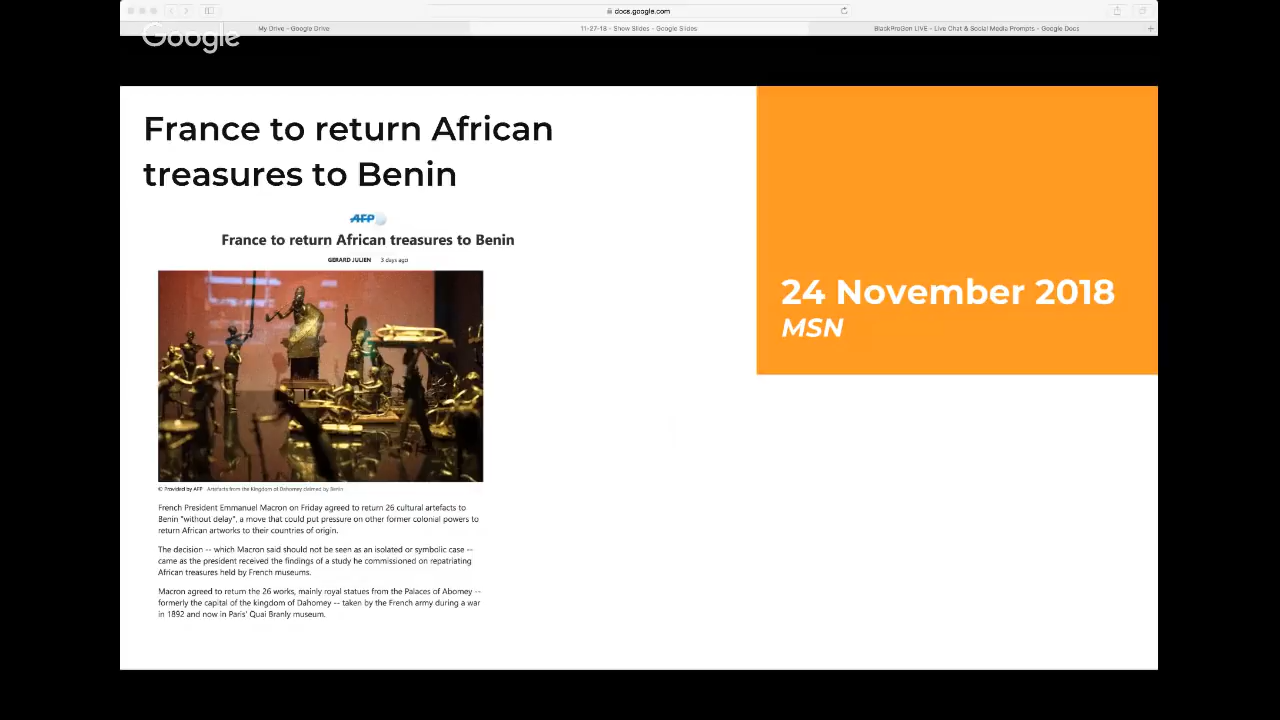 docs.google.com
My Drive – Google Drive
11-27-18 - Show Slides - Google Slides
BlackProGen LIVE – Live Chat & Social Media Prompts – Google Docs
Google
France to return African
treasures to Benin
AFP
France to return African treasures to Benin
GERARD JULIEN 3 days ago
24 November 2018
MSN
© Provided by AFP Artefacts from the Kingdom of Dahomey claimed by Benin
French President Emmanuel Macron on Friday agreed to return 26 cultural artefacts to
Benin "without delay", a move that could put pressure on other former colonial powers to
return African artworks to their countries of origin.
The decision -- which Macron said should not be seen as an isolated or symbolic case --
came as the president received the findings of a study he commissioned on repatriating
African treasures held by French museums.
Macron agreed to return the 26 works, mainly royal statues from the Palaces of Abomey --
formerly the capital of the kingdom of Dahomey -- taken by the French army during a war
in 1892 and now in Paris' Quai Branly museum.